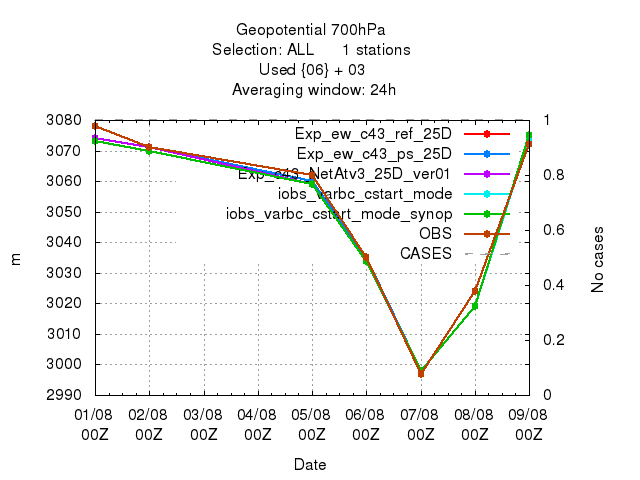 Geopotential 700hPa
Selection: ALL 1 stations
Used {06} + 03
Averaging window: 24h
3080
3070
3060
3050
3040
3030
3020
3010
3000
2990
m
Exp_ew_c43_ref_25D
Exp_ew_c43_ps_25D
Exp_c43_NetAtv3_25D_ver01
iobs_varbc_cstart_mode
iobs_varbc_cstart_mode_synop
OBS
CASES
1
0.8
0.6
0.4
0.2
0
No cases
01/08 02/08 03/08 04/08 05/08 06/08 07/08 08/08 09/08
00Z 00Z 00Z 00Z 00Z 00Z 00Z 00Z 00Z
Date